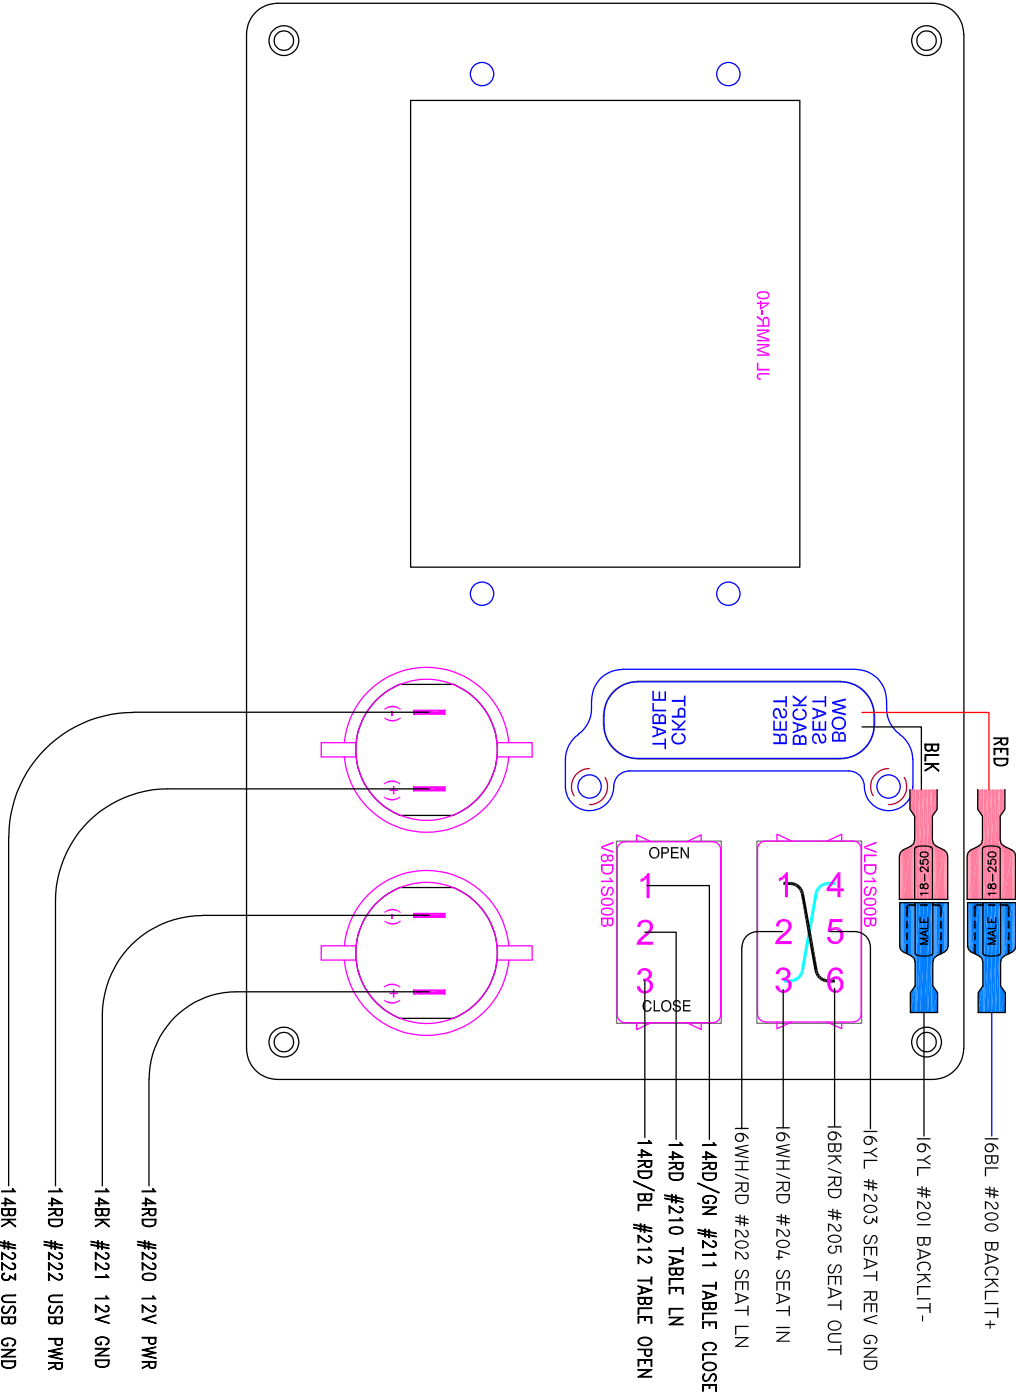 JL MMR-40
BOW
SEAT
BACK
REST
CKPT
TABLE
RED
BLK
18-250
18-250
MALE
MALE
(-)
(+)
(-)
(+)
V8D1S00B
OPEN
1
2
3
CLOSE
VLD1S00B
1
2
3
4
5
6
16BL #200 BACKLIT+
16YL #201 BACKLIT-
16YL #203 SEAT REV GND
16BK/RD #205 SEAT OUT
16WH/RD #204 SEAT IN
16WH/RD #202 SEAT LN
14RD/GN #211 TABLE CLOSE
14RD #210 TABLE LN
14RD/BL #212 TABLE OPEN
14RD #220 12V PWR
14BK #221 12V GND
14RD #222 USB PWR
14BK #223 USB GND